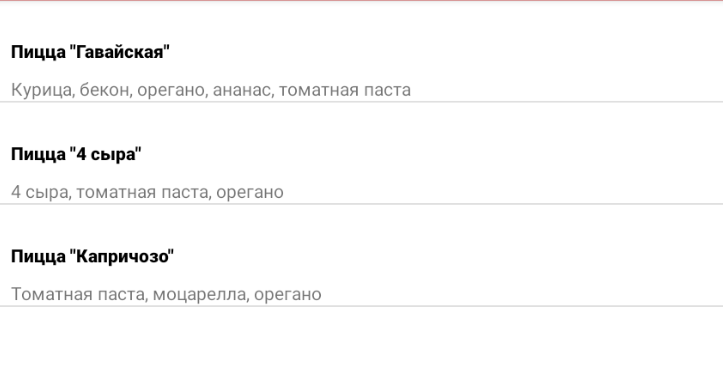 Пицца "Гавайская"
Курица, бекон, орегано, ананас, томатная паста
Пицца "4 сыра"
4 сыра, томатная паста, орегано
Пицца "Капричозо"
Томатная паста, моцарелла, орегано